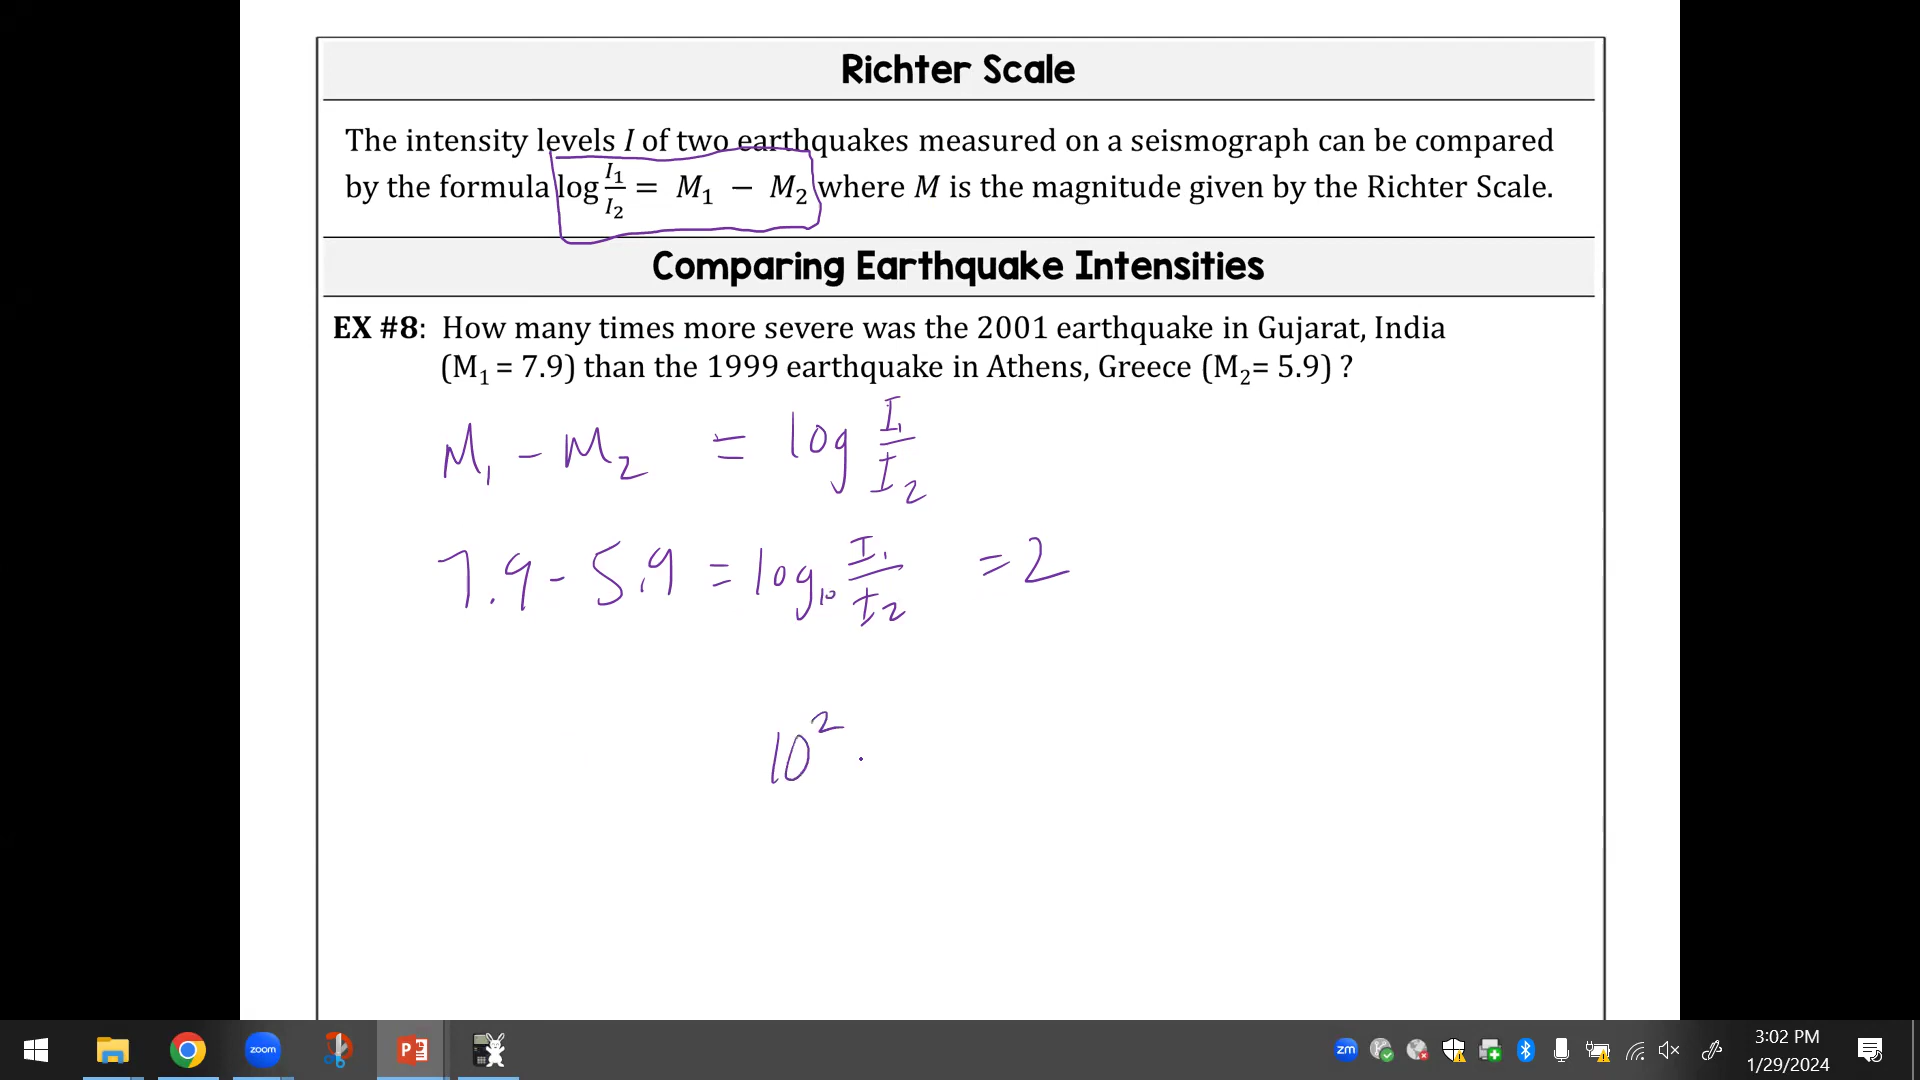 Richter Scale
The intensity levels I of two earthquakes measured on a seismograph can be compared
by the formula log I₁/I₂ = M₁ − M₂ where M is the magnitude given by the Richter Scale.
Comparing Earthquake Intensities
EX #8: How many times more severe was the 2001 earthquake in Gujarat, India
(M₁ = 7.9) than the 1999 earthquake in Athens, Greece (M₂= 5.9) ?
M₁ − M₂ = log I₁/I₂
7.9 − 5.9 = log₁₀ I₁/I₂ = 2
10² .
zoom
zm
3:02 PM
1/29/2024